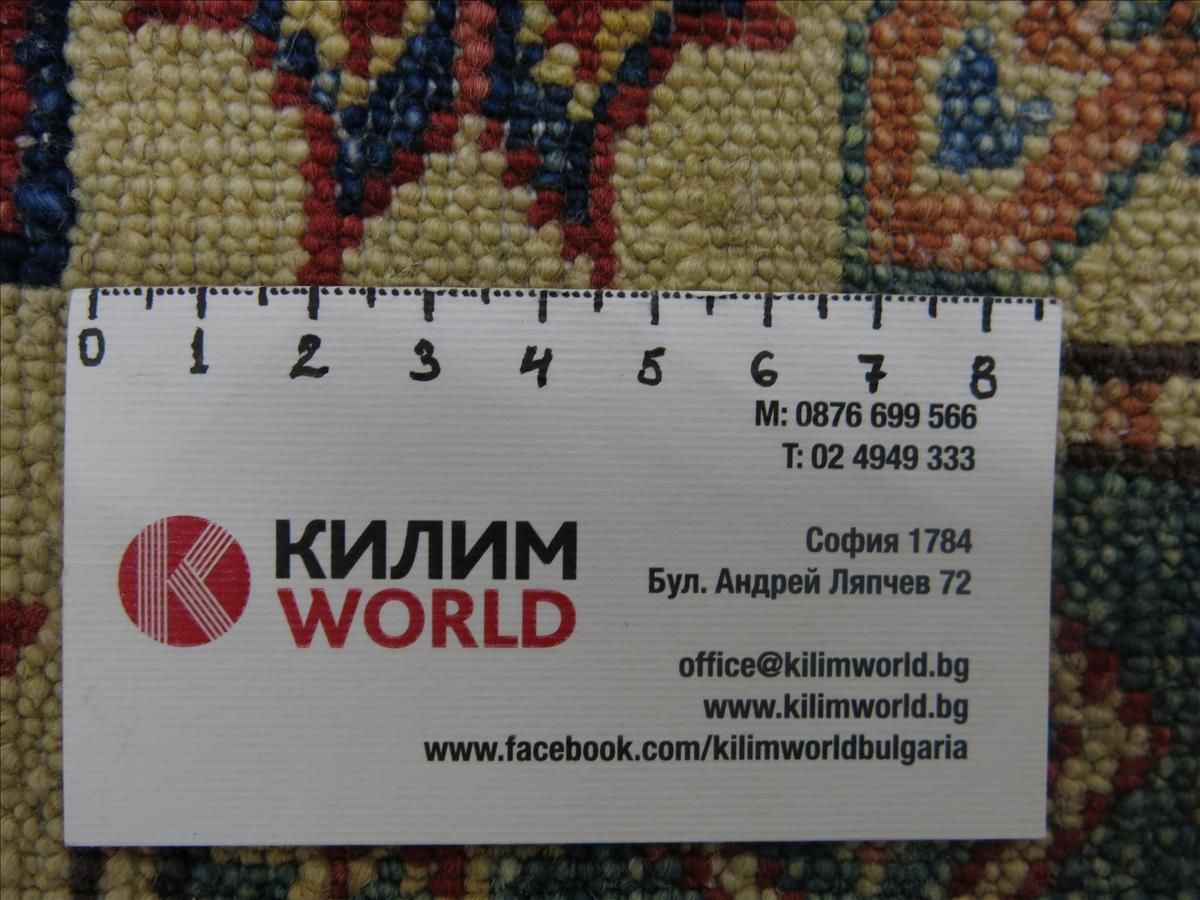 0 1 2 3 4 5 6 7 8
М: 0876 699 566
Т: 02 4949 333
КИЛИМ
WORLD
София 1784
Бул. Андрей Ляпчев 72
office@kilimworld.bg
www.kilimworld.bg
www.facebook.com/kilimworldbulgaria